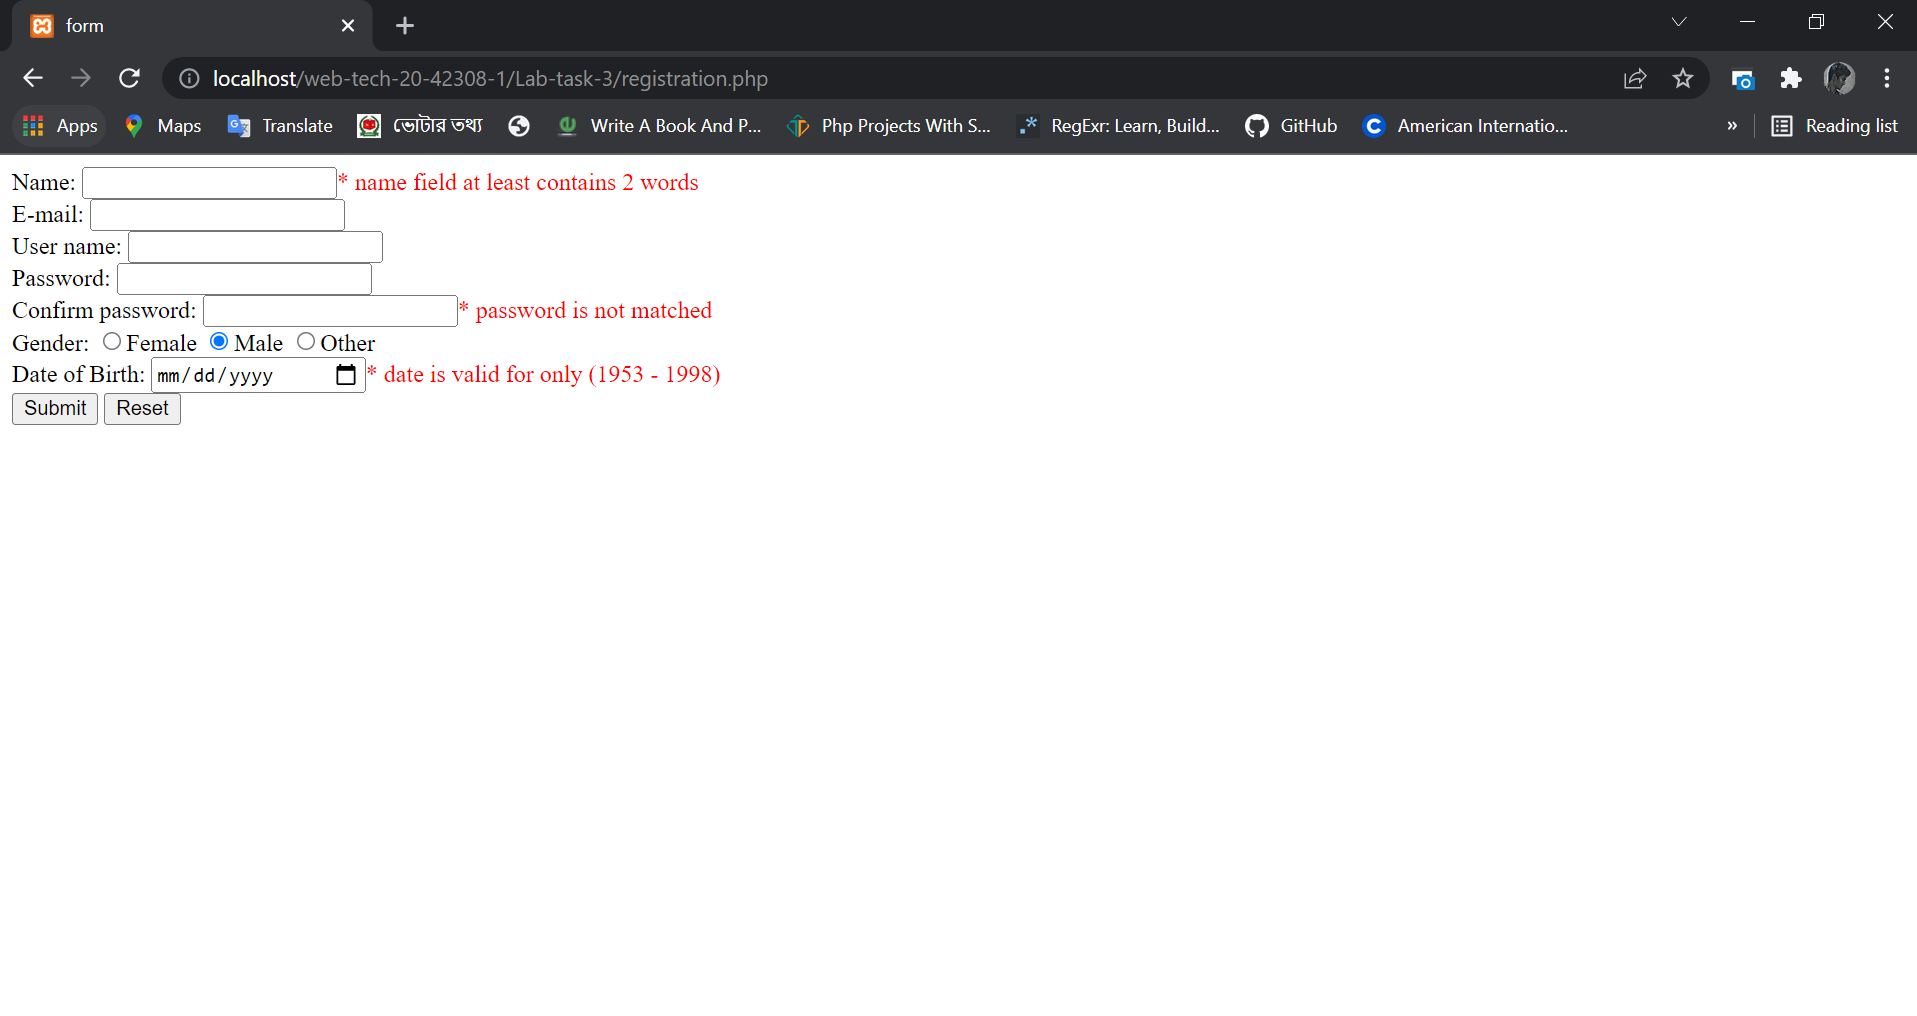 form
localhost/web-tech-20-42308-1/Lab-task-3/registration.php
Apps Maps Translate ভোটার তথ্য Write A Book And P... Php Projects With S... RegExr: Learn, Build... GitHub American Internatio... » Reading list
Name: * name field at least contains 2 words
E-mail:
User name:
Password:
Confirm password: * password is not matched
Gender: Female Male Other
Date of Birth: mm/dd/yyyy * date is valid for only (1953 - 1998)
Submit Reset